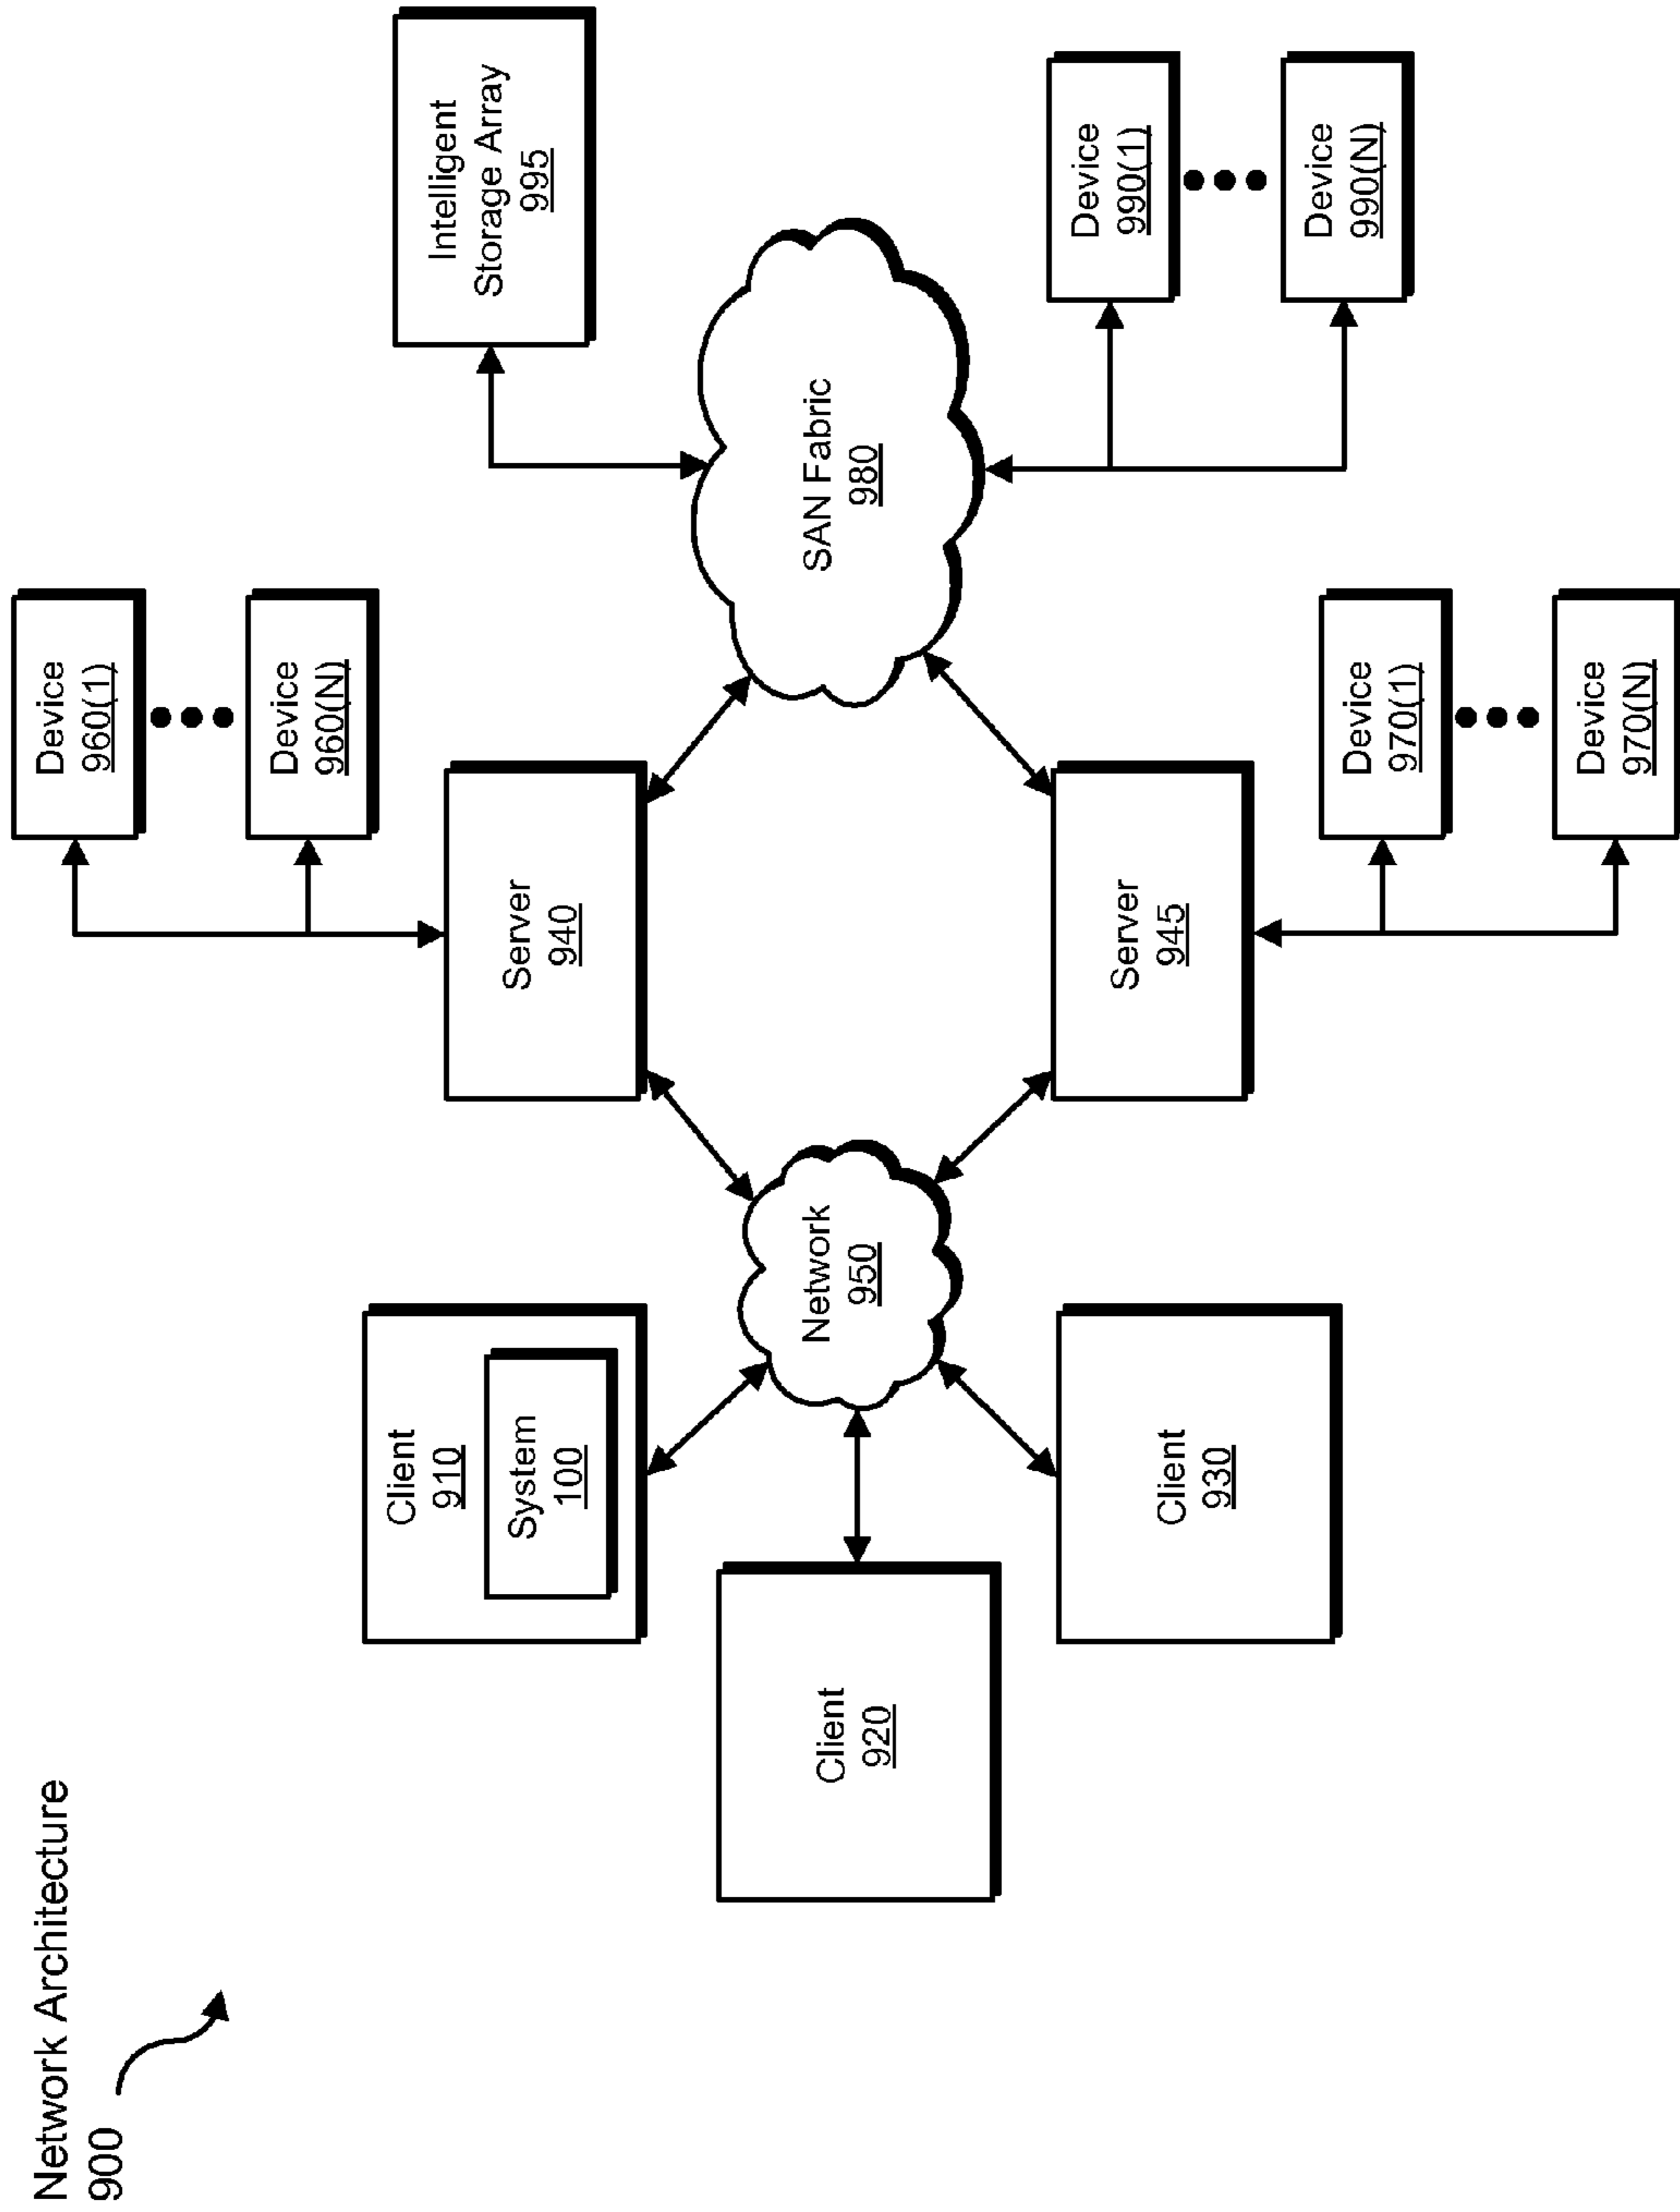 Network Architecture
900
Client
910
System
100
Client
920
Client
930
Network
950
Server
940
Server
945
Device
960(1)
Device
960(N)
Device
970(1)
Device
970(N)
SAN Fabric
980
Intelligent
Storage Array
995
Device
990(1)
Device
990(N)